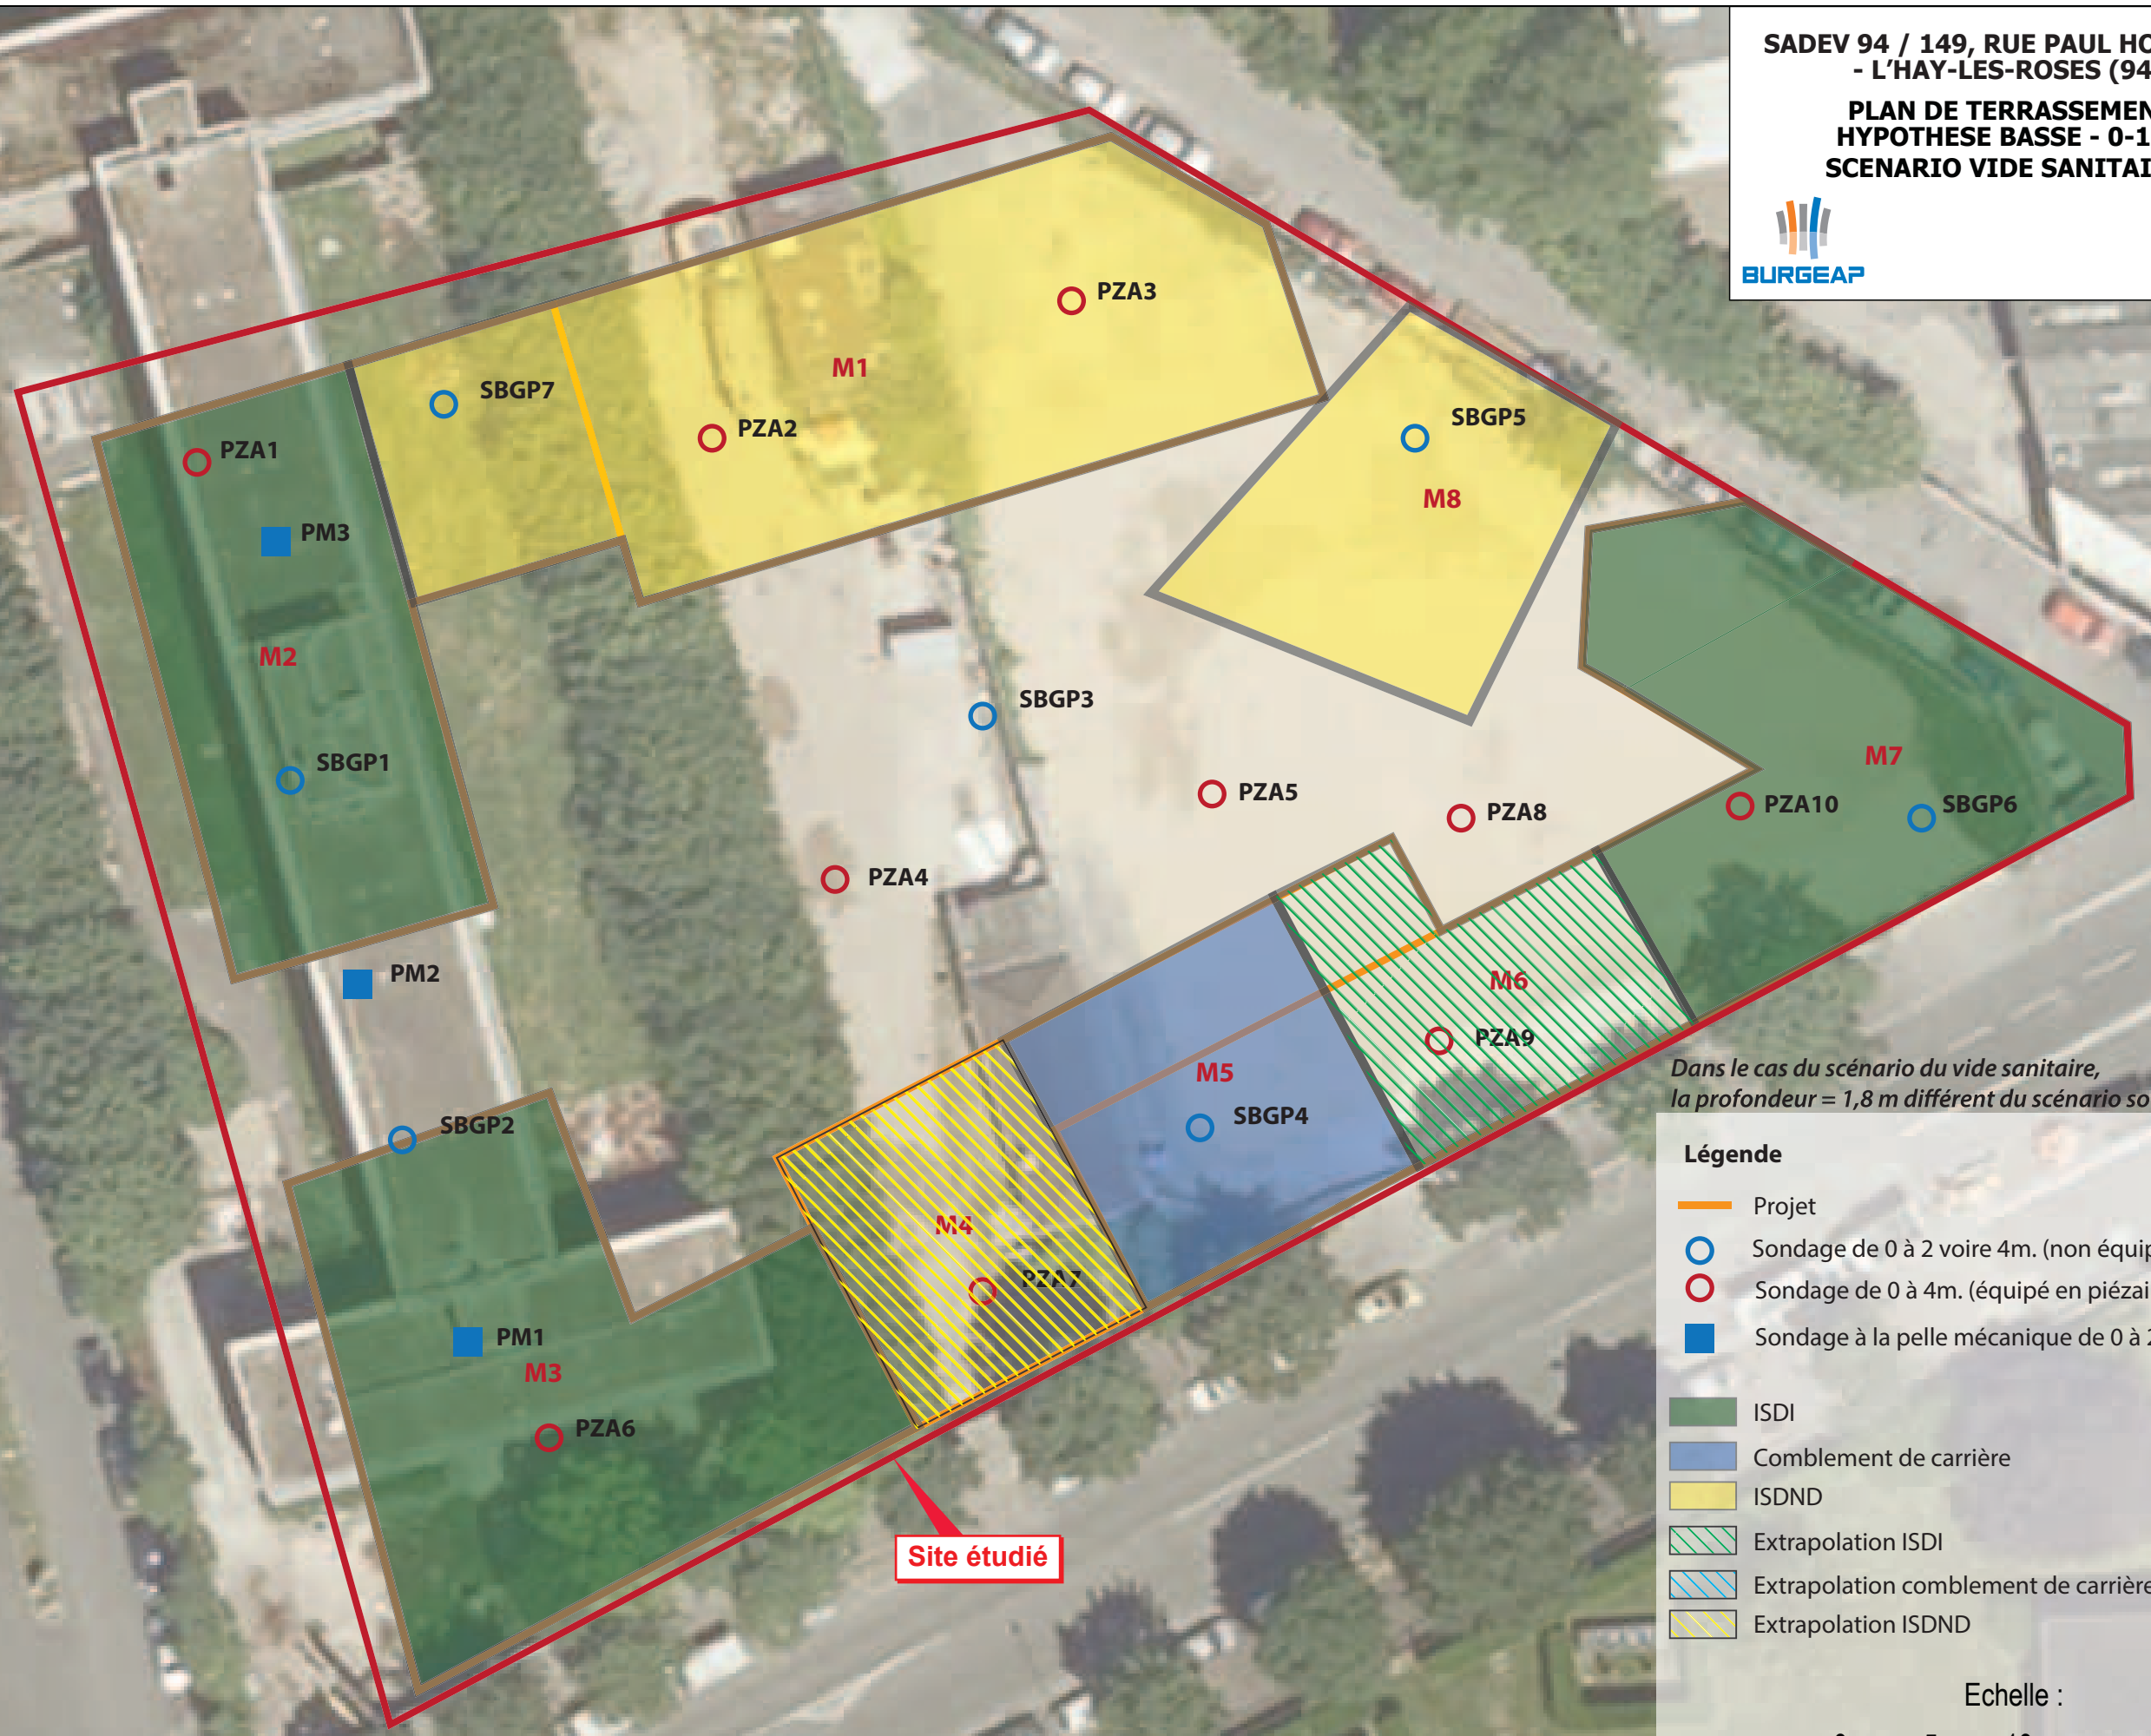 SADEV 94 / 149, RUE PAUL HO
- L'HAY-LES-ROSES (94
PLAN DE TERRASSEMEN
HYPOTHESE BASSE - 0-1
SCENARIO VIDE SANITAI
BURGEAP
PZA3
M1
SBGP7
PZA2
SBGP5
PZA1
M8
PM3
M2
SBGP3
SBGP1
M7
PZA5
PZA10
SBGP6
PZA8
PZA4
PM2
M6
PZA9
M5
SBGP4
SBGP2
M4
PZA7
PM1
M3
PZA6
Site étudié
Dans le cas du scénario du vide sanitaire,
la profondeur = 1,8 m différent du scénario so
Légende
Projet
Sondage de 0 à 2 voire 4m. (non équip
Sondage de 0 à 4m. (équipé en piézai
Sondage à la pelle mécanique de 0 à 2
ISDI
Comblement de carrière
ISDND
Extrapolation ISDI
Extrapolation comblement de carrière
Extrapolation ISDND
Echelle :